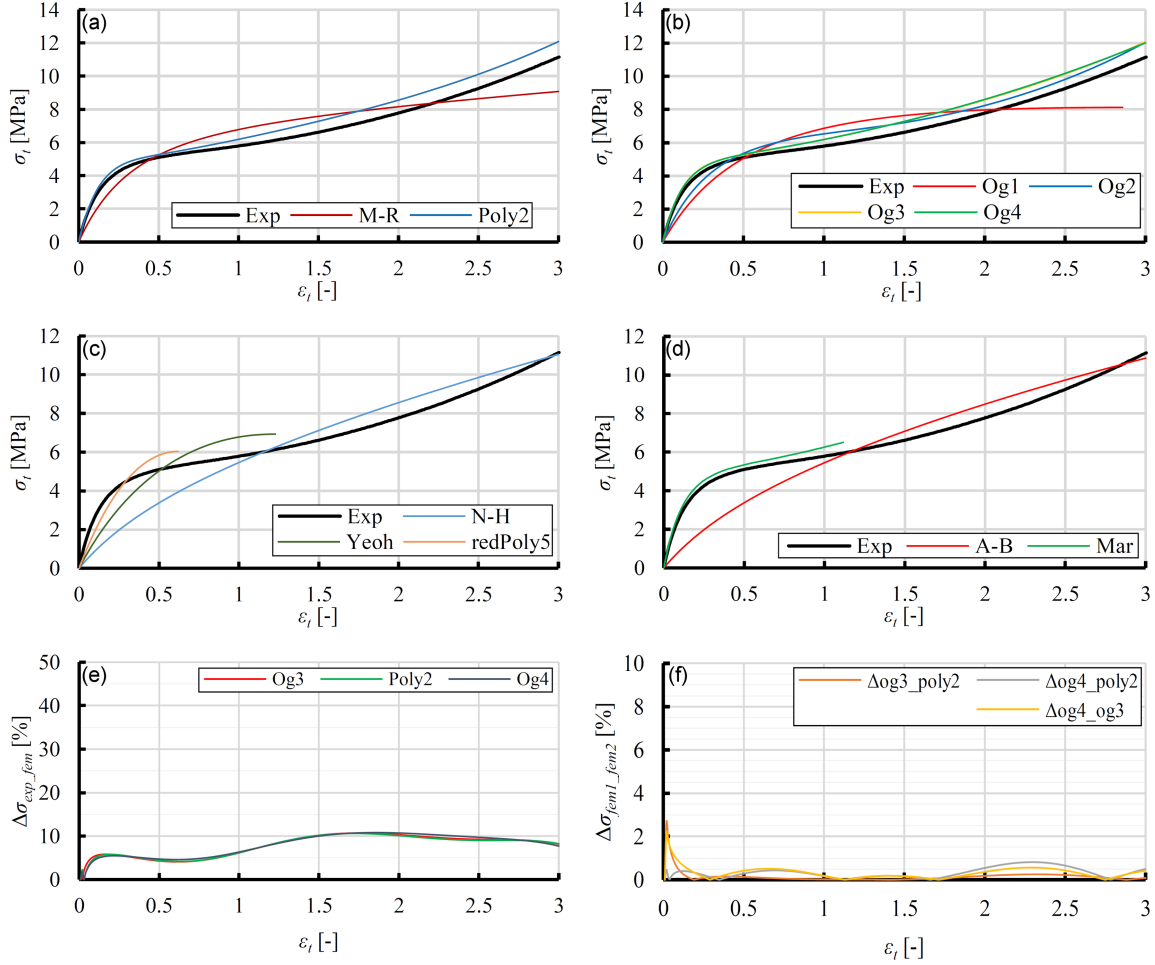 (a)
14
12
10
8
6
4
2
0
σt [MPa]
Exp M-R Poly2
0 0.5 1 1.5 2 2.5 3
εt [-]
(b)
14
12
10
8
6
4
2
0
σt [MPa]
Exp Og1 Og2
Og3 Og4
0 0.5 1 1.5 2 2.5 3
εt [-]
(c)
12
10
8
6
4
2
0
σt [MPa]
Exp N-H
Yeoh redPoly5
0 0.5 1 1.5 2 2.5 3
εt [-]
(d)
12
10
8
6
4
2
0
σt [MPa]
Exp A-B Mar
0 0.5 1 1.5 2 2.5 3
εt [-]
(e)
50
40
30
20
10
0
Δσexp_fem [%]
Og3 Poly2 Og4
0 0.5 1 1.5 2 2.5 3
εt [-]
(f)
10
8
6
4
2
0
Δσfem1_fem2 [%]
Δog3_poly2 Δog4_poly2
Δog4_og3
0 0.5 1 1.5 2 2.5 3
εt [-]